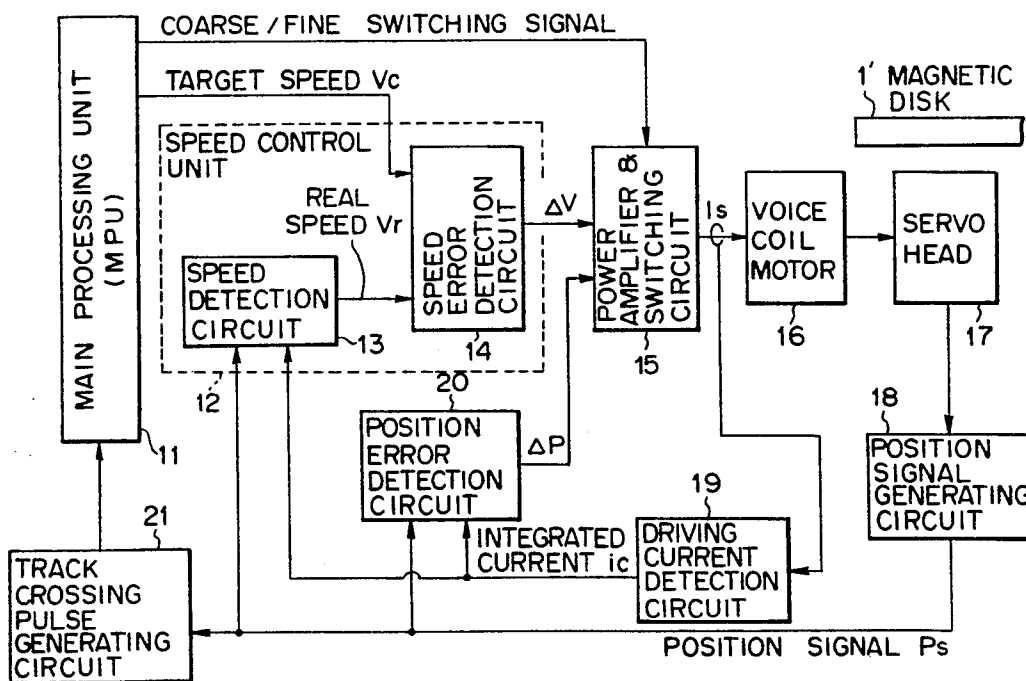 COARSE/FINE SWITCHING SIGNAL
TARGET SPEED Vc
1' MAGNETIC
DISK
MAIN PROCESSING UNIT
(MPU)
11
SPEED CONTROL
UNIT
12
REAL
SPEED Vr
SPEED
DETECTION
CIRCUIT
13
SPEED
ERROR
DETECTION
CIRCUIT
14
ΔV
POWER
AMPLIFIER &
SWITCHING
CIRCUIT
15
Is
VOICE
COIL
MOTOR
16
SERVO
HEAD
17
18
POSITION
SIGNAL
GENERATING
CIRCUIT
20
POSITION
ERROR
DETECTION
CIRCUIT
ΔP
19
DRIVING
CURRENT
DETECTION
CIRCUIT
INTEGRATED
CURRENT ic
21
TRACK
CROSSING
PULSE
GENERATING
CIRCUIT
POSITION SIGNAL Ps